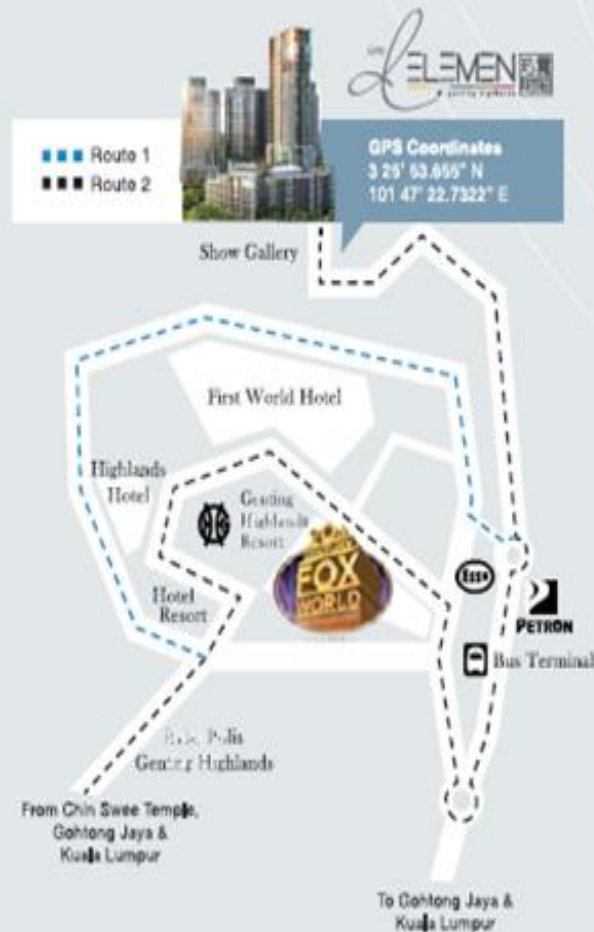 ELEMEN
Route 1
Route 2
GPS Coordinates
3 25' 53.655" N
101 47' 22.7322" E
Show Gallery
First World Hotel
Highlands
Hotel
Genting
Highlands
Resort
FOX
WORLD
Hotel
Resort
Esso
PETRON
Bus Terminal
Polis
Genting Highlands
From Chin Swee Temple,
Gohtong Jaya &
Kuala Lumpur
To Gohtong Jaya &
Kuala Lumpur